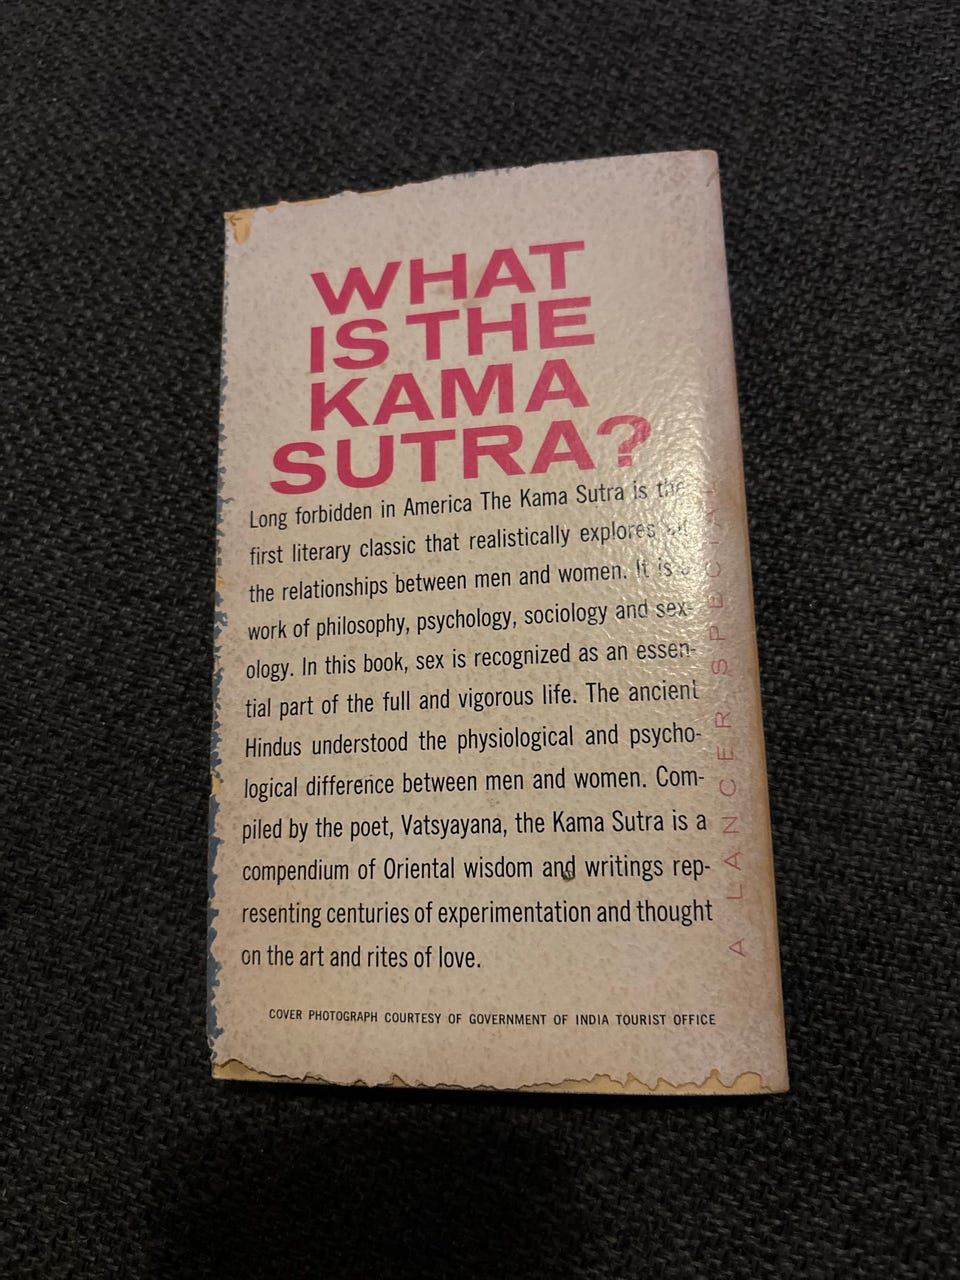 WHAT
IS THE
KAMA
SUTRA?
Long forbidden in America The Kama Sutra is the
first literary classic that realistically explores all
the relationships between men and women. It is a
work of philosophy, psychology, sociology and sex-
ology. In this book, sex is recognized as an essen-
tial part of the full and vigorous life. The ancient
Hindus understood the physiological and psycho-
logical difference between men and women. Com-
piled by the poet, Vatsyayana, the Kama Sutra is a
compendium of Oriental wisdom and writings rep-
resenting centuries of experimentation and thought
on the art and rites of love.
COVER PHOTOGRAPH COURTESY OF GOVERNMENT OF INDIA TOURIST OFFICE
A LANCER SPECIAL